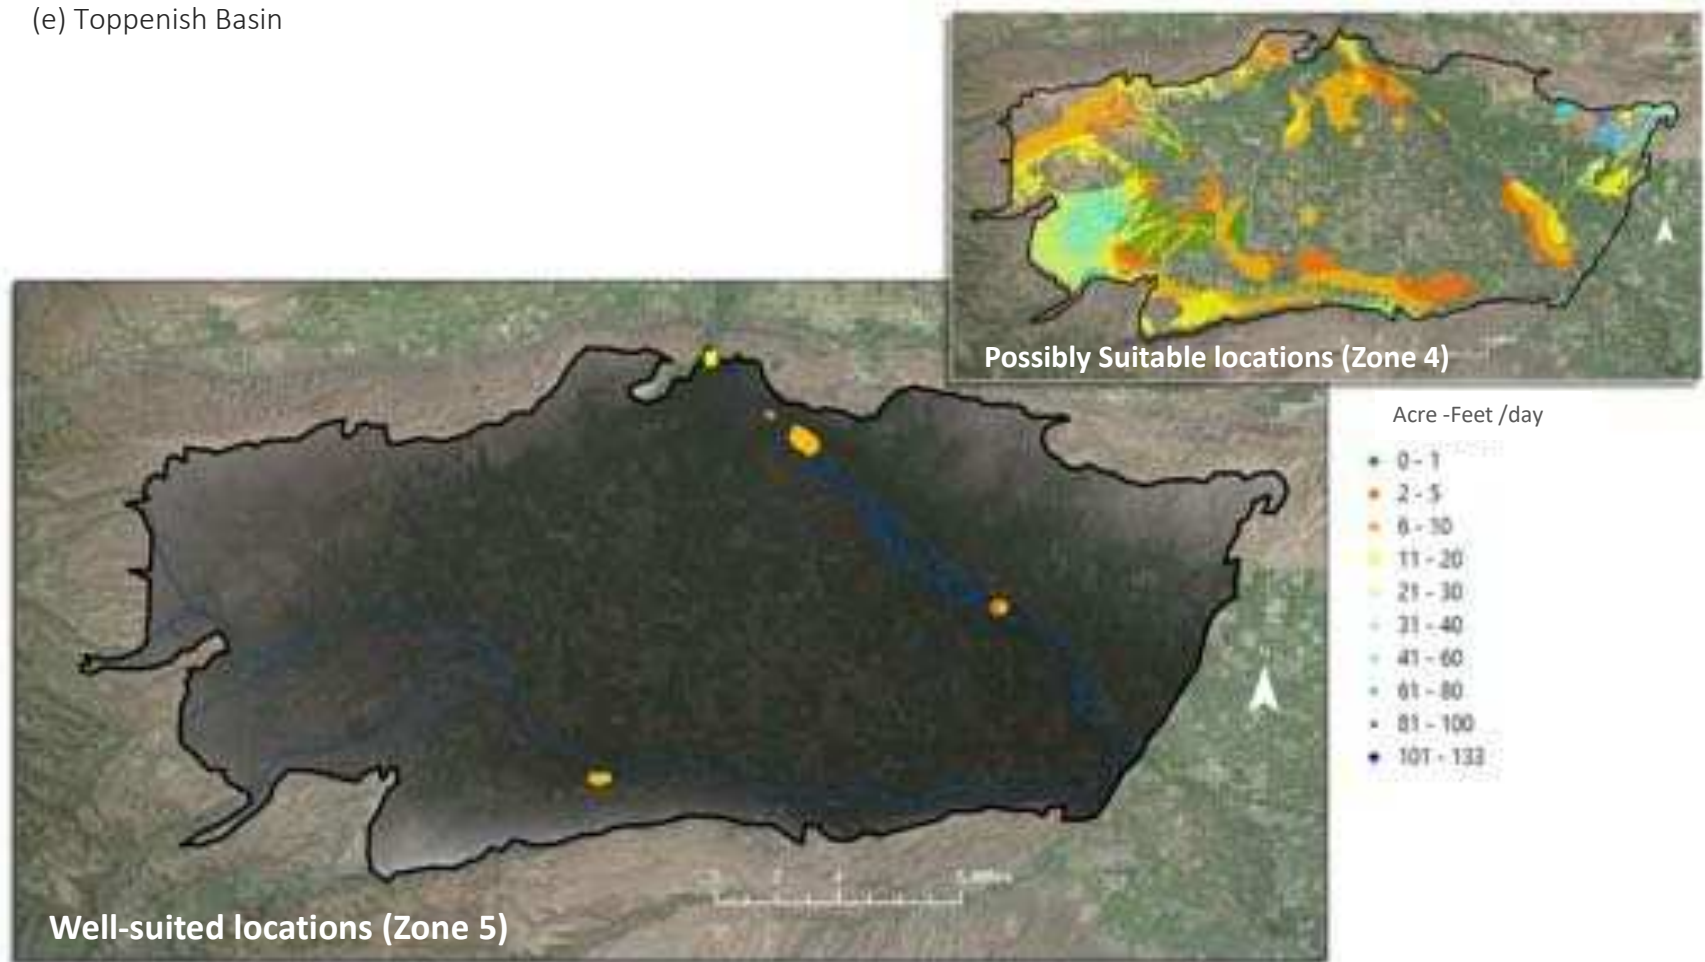 (e) Toppenish Basin
Possibly Suitable locations (Zone 4)
Acre -Feet /day
0 - 1
2 - 5
6 - 10
11 - 20
21 - 30
31 - 40
41 - 60
61 - 80
81 - 100
101 - 133
Well-suited locations (Zone 5)